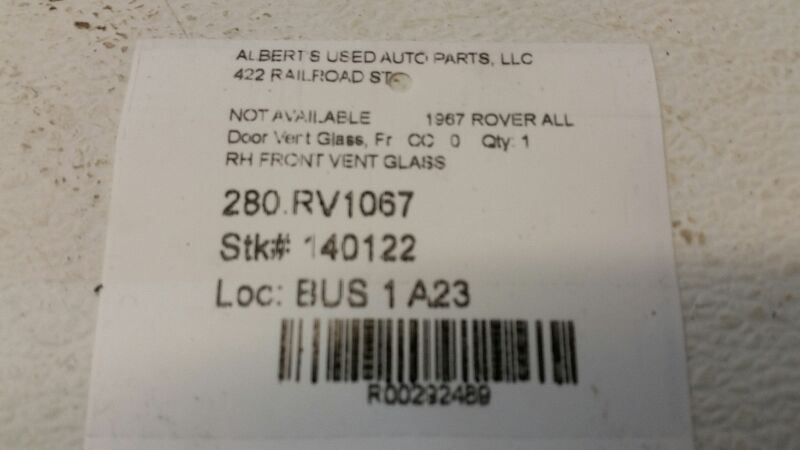 ALBERT'S USED AUTO PARTS, LLC
422 RAILROAD ST
NOT AVAILABLE 1967 ROVER ALL
Door Vent Glass, Fr CC 0 Qty: 1
RH FRONT VENT GLASS
280.RV1067
Stk# 140122
Loc: BUS 1 A23
R00292489